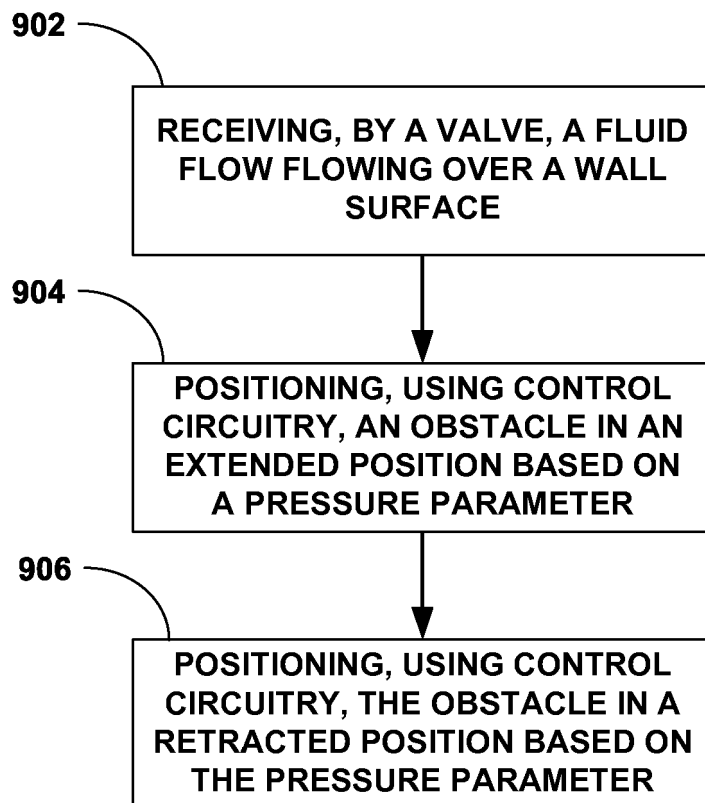 902
RECEIVING, BY A VALVE, A FLUID
FLOW FLOWING OVER A WALL
SURFACE
904
POSITIONING, USING CONTROL
CIRCUITRY, AN OBSTACLE IN AN
EXTENDED POSITION BASED ON
A PRESSURE PARAMETER
906
POSITIONING, USING CONTROL
CIRCUITRY, THE OBSTACLE IN A
RETRACTED POSITION BASED ON
THE PRESSURE PARAMETER